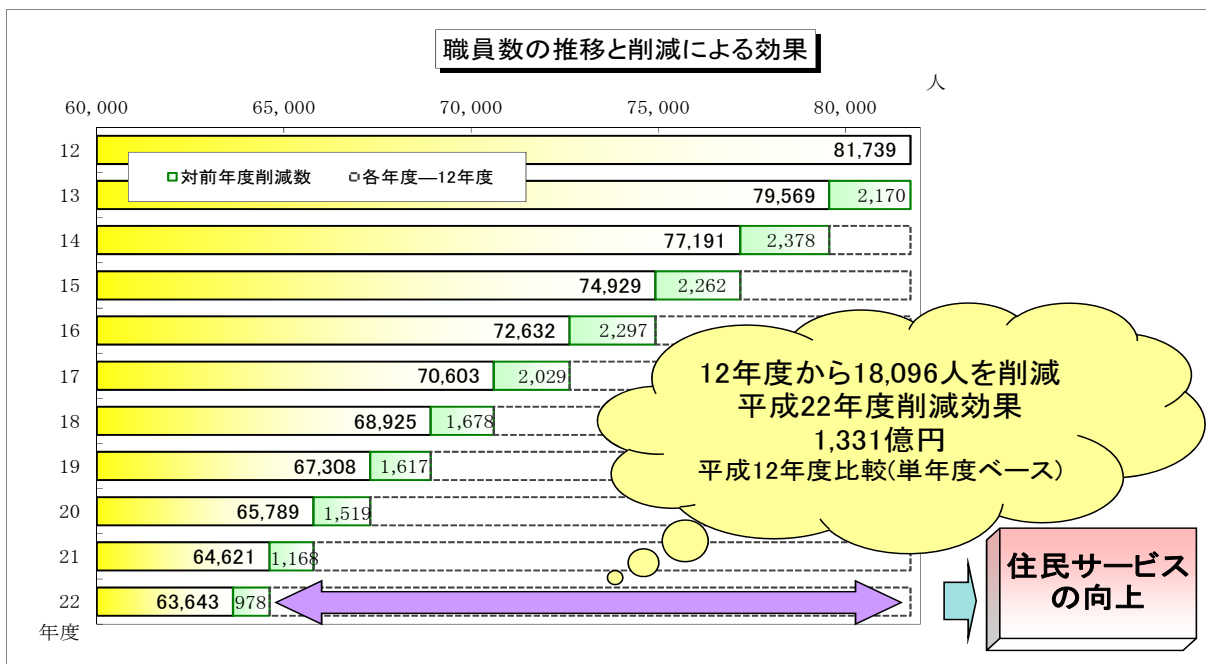 職員数の推移と削減による効果
人
60,000 65,000 70,000 75,000 80,000
12 81,739
対前年度削減数 各年度―12年度
13 79,569 2,170
14 77,191 2,378
15 74,929 2,262
16 72,632 2,297
17 70,603 2,029
18 68,925 1,678
19 67,308 1,617
20 65,789 1,519
21 64,621 1,168
22 63,643 978
年度
12年度から18,096人を削減
平成22年度削減効果
1,331億円
平成12年度比較(単年度ベース)
住民サービス
の向上